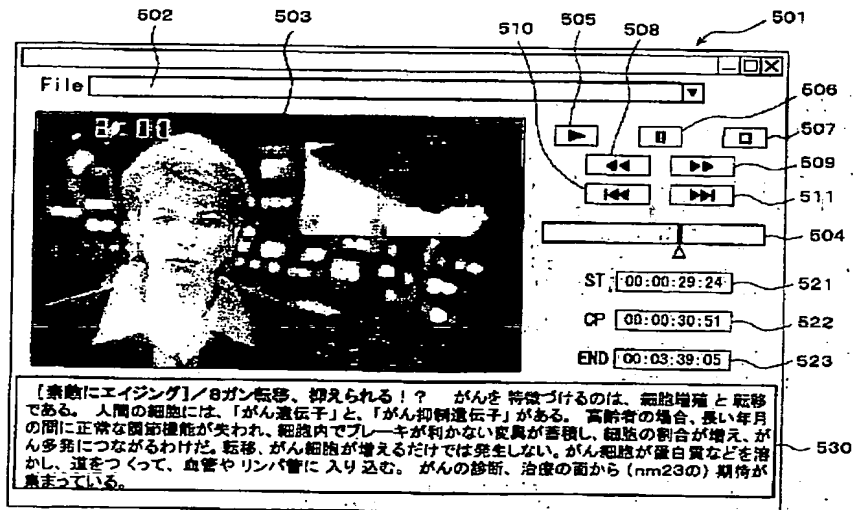 502
503
510
505
508
501
506
507
509
511
504
521
522
523
530
File
ST 00:00:29:24
CP 00:00:30:51
END 00:03:39:05
[素敵にエイジング]/8ガン転移、抑えられる!? がんを 特徴づけるのは、細胞増殖 と 転移
である。 人間の細胞には、「がん遺伝子」と、「がん抑制遺伝子」がある。 高齢者の場合、長い年月
の間に正常な調節機能が失われ、細胞内でブレーキが利かない変異が蓄積し、細胞の割合が増え、が
ん多発につながるわけだ。転移、がん細胞が増えるだけでは発生しない。がん細胞が蛋白質などを溶
かし、道をつくって、血管や リンパ管に 入り 込む。 がんの診断、治療の面から(nm23の) 期待が
集まっている。